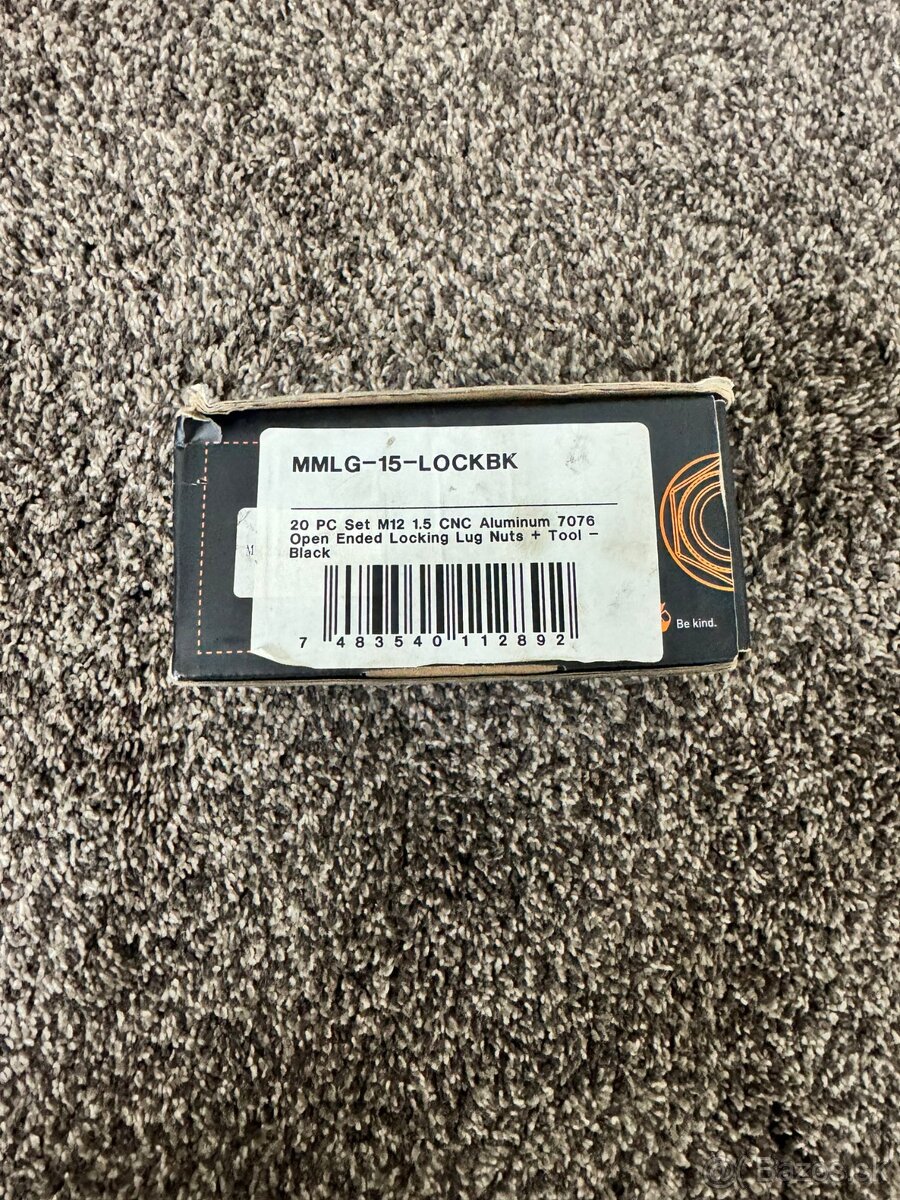 MMLG-15-LOCKBK
20 PC Set M12 1.5 CNC Aluminum 7076
Open Ended Locking Lug Nuts + Tool -
Black
M
7 483540 112892
Be kind.
Bazos.sk